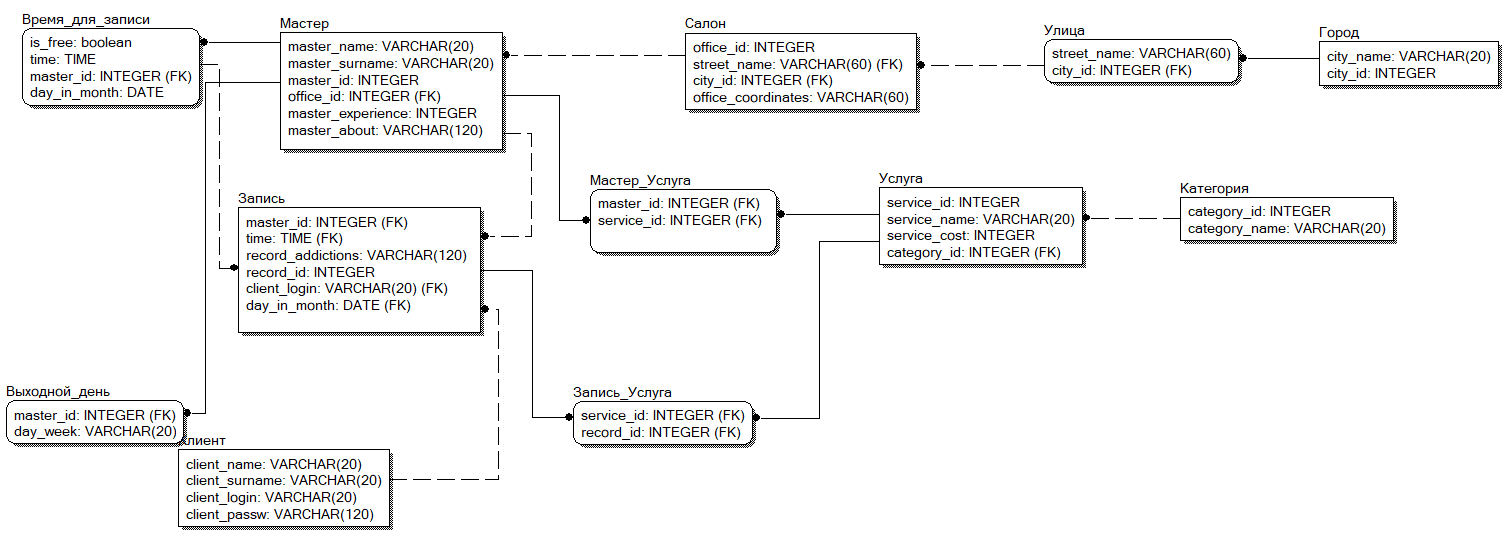 Время_для_записи
is_free: boolean
time: TIME
master_id: INTEGER (FK)
day_in_month: DATE
Мастер
master_name: VARCHAR(20)
master_surname: VARCHAR(20)
master_id: INTEGER
office_id: INTEGER (FK)
master_experience: INTEGER
master_about: VARCHAR(120)
Салон
office_id: INTEGER
street_name: VARCHAR(60) (FK)
city_id: INTEGER (FK)
office_coordinates: VARCHAR(60)
Улица
street_name: VARCHAR(60)
city_id: INTEGER (FK)
Город
city_name: VARCHAR(20)
city_id: INTEGER
Запись
master_id: INTEGER (FK)
time: TIME (FK)
record_addictions: VARCHAR(120)
record_id: INTEGER
client_login: VARCHAR(20) (FK)
day_in_month: DATE (FK)
Мастер_Услуга
master_id: INTEGER (FK)
service_id: INTEGER (FK)
Услуга
service_id: INTEGER
service_name: VARCHAR(20)
service_cost: INTEGER
category_id: INTEGER (FK)
Категория
category_id: INTEGER
category_name: VARCHAR(20)
Выходной_день
master_id: INTEGER (FK)
day_week: VARCHAR(20)
Запись_Услуга
service_id: INTEGER (FK)
record_id: INTEGER (FK)
Клиент
client_name: VARCHAR(20)
client_surname: VARCHAR(20)
client_login: VARCHAR(20)
client_passw: VARCHAR(120)